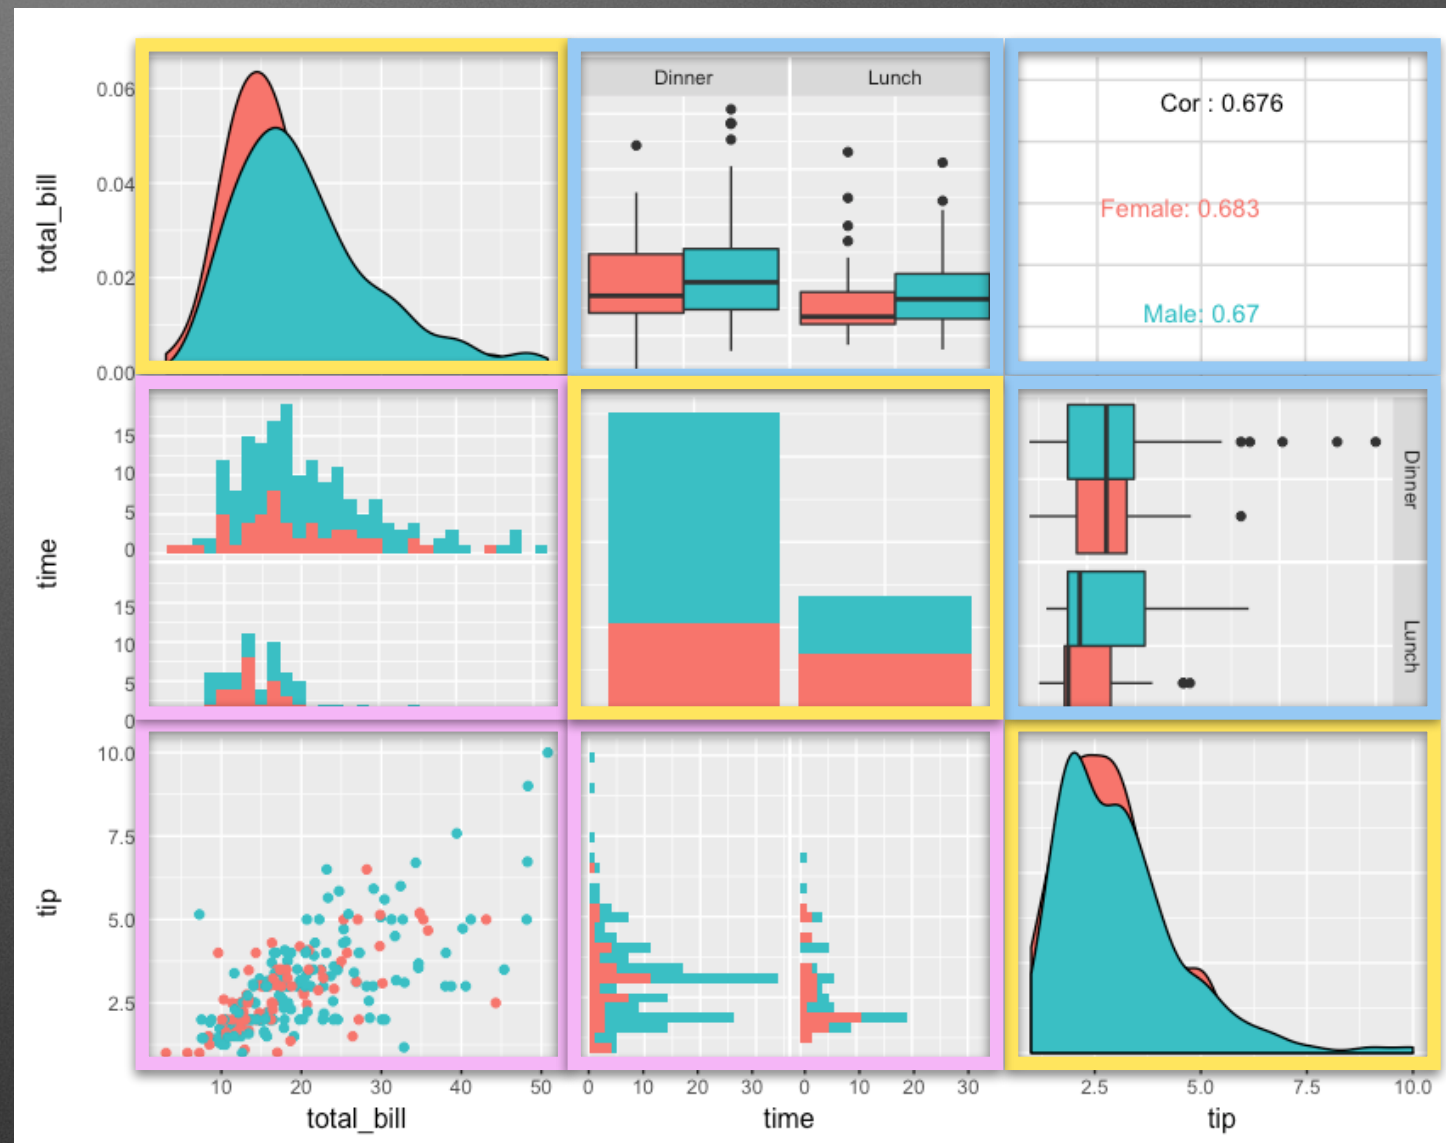 Dinner Lunch
0.06
Cor : 0.676
0.04
total_bill
Female: 0.683
0.02
Male: 0.67
0.00
15
10
5
0
Dinner
time
15
10
5
0
Lunch
10.0
7.5
tip
5.0
2.5
10 20 30 40 50
0 10 20 30 0 10 20 30
2.5 5.0 7.5 10.0
total_bill
time
tip